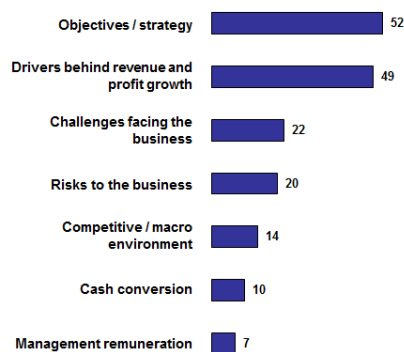 Objectives / strategy
52
Drivers behind revenue and
profit growth
49
Challenges facing the
business
22
Risks to the business
20
Competitive / macro
environment
14
Cash conversion
10
Management remuneration
7